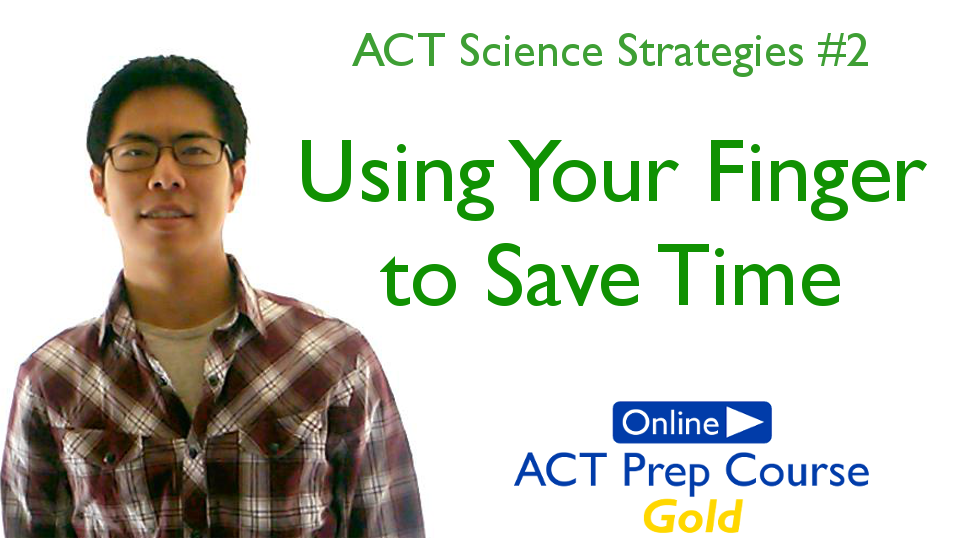 ACT Science Strategies #2
Using Your Finger
to Save Time
Online
ACT Prep Course
Gold